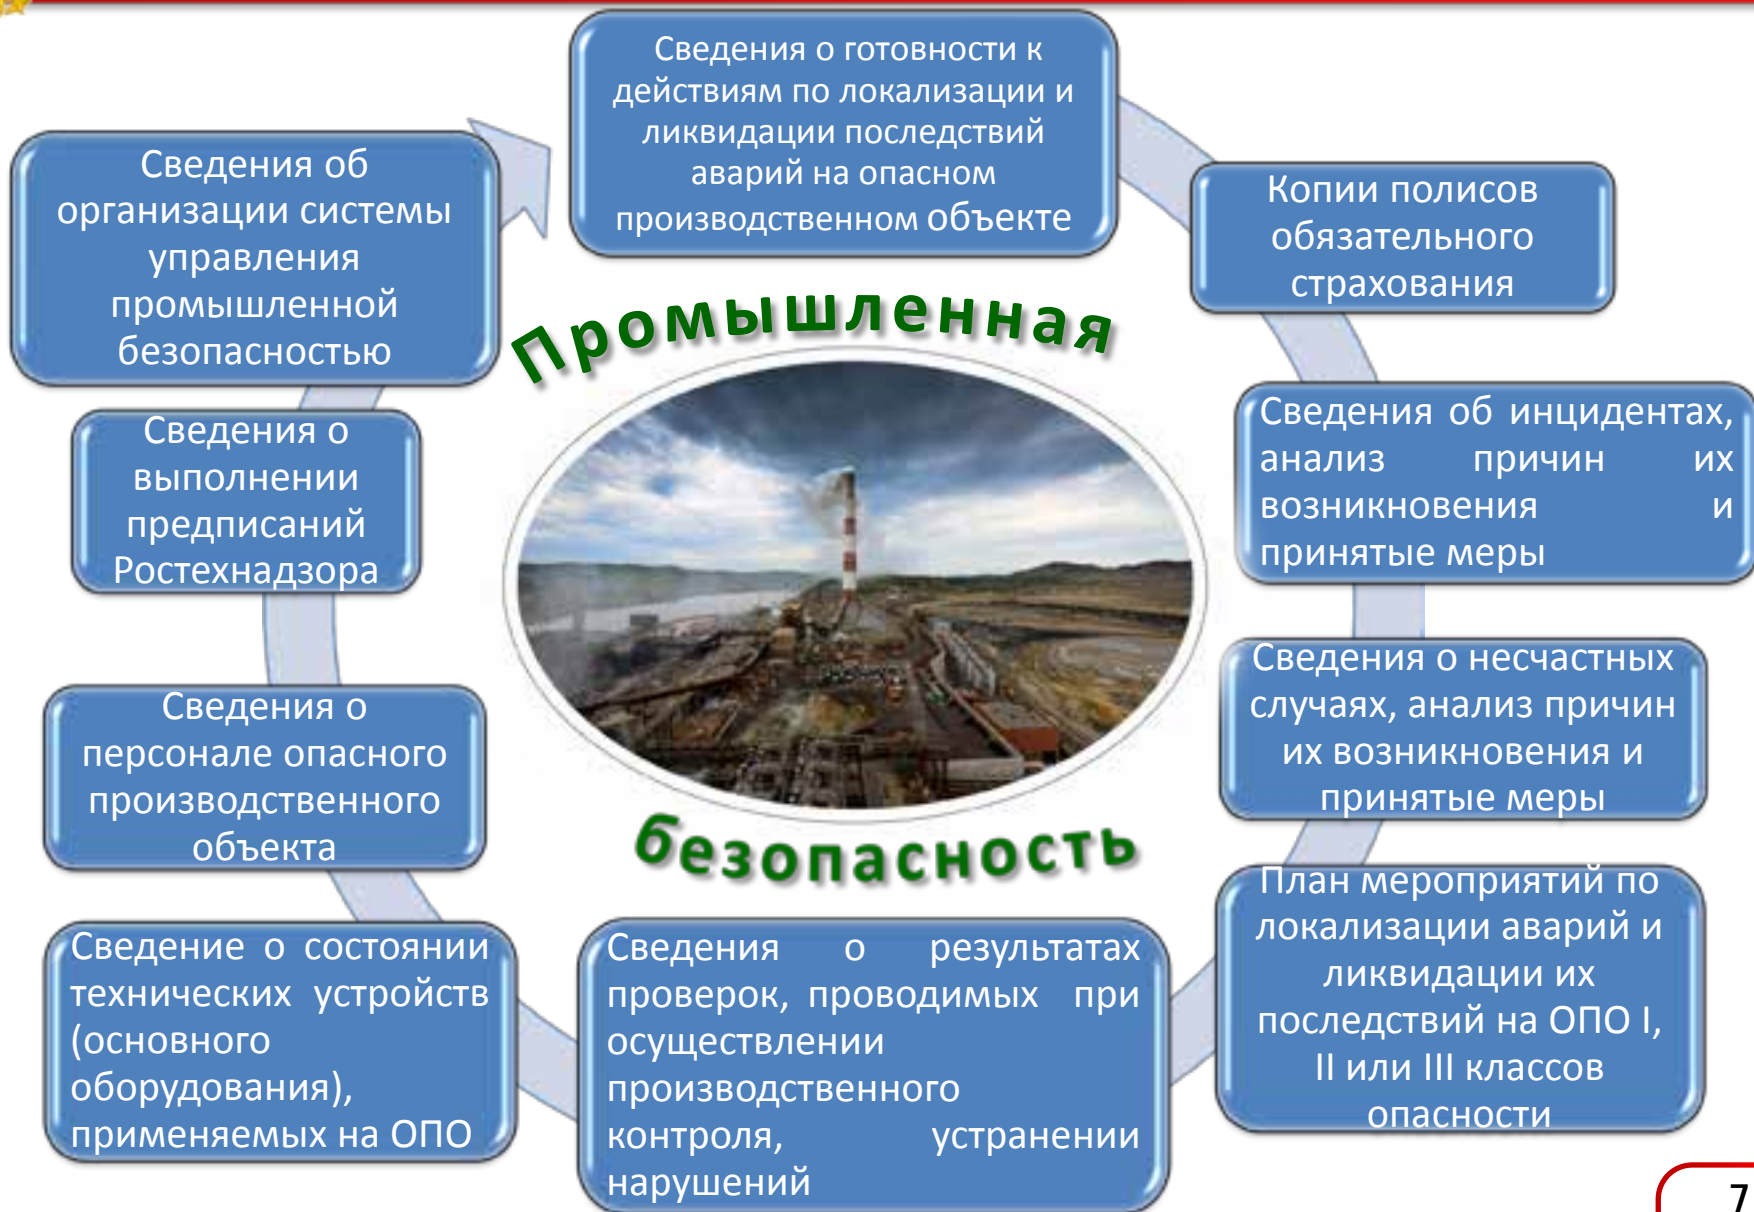 Сведения о готовности к
действиям по локализации и
ликвидации последствий
аварий на опасном
производственном объекте
Копии полисов
обязательного
страхования
Сведения об инцидентах,
анализ причин их
возникновения и
принятые меры
Сведения о несчастных
случаях, анализ причин
их возникновения и
принятые меры
План мероприятий по
локализации аварий и
ликвидации их
последствий на ОПО I,
II или III классов
опасности
Сведения о результатах
проверок, проводимых при
осуществлении
производственного
контроля, устранении
нарушений
Сведение о состоянии
технических устройств
(основного
оборудования),
применяемых на ОПО
Сведения о
персонале опасного
производственного
объекта
Сведения о
выполнении
предписаний
Ростехнадзора
Сведения об
организации системы
управления
промышленной
безопасностью
Промышленная
безопасность
7